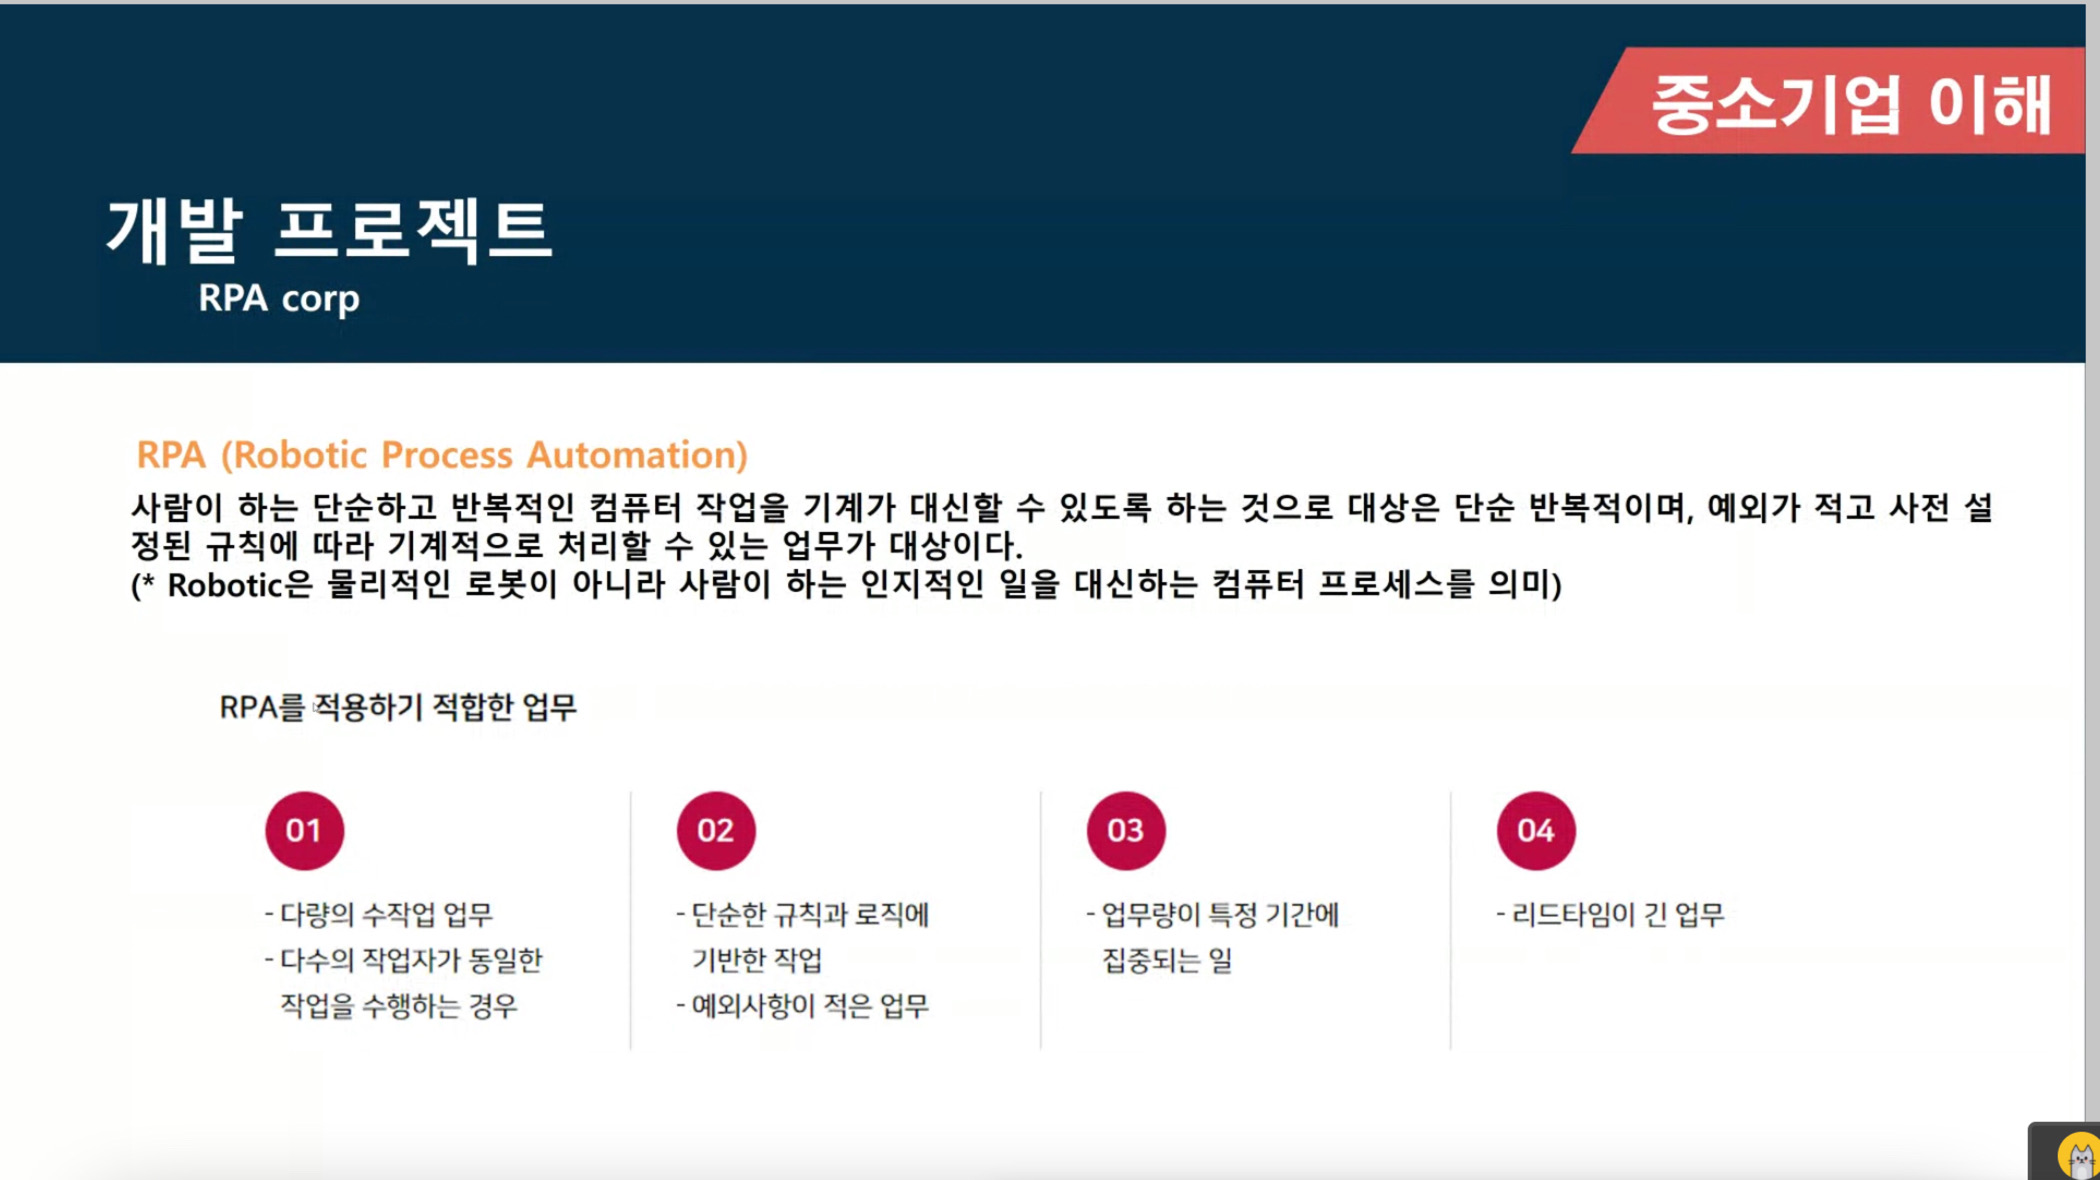 중소기업 이해
개발 프로젝트
RPA corp
RPA (Robotic Process Automation)
사람이 하는 단순하고 반복적인 컴퓨터 작업을 기계가 대신할 수 있도록 하는 것으로 대상은 단순 반복적이며, 예외가 적고 사전 설
정된 규칙에 따라 기계적으로 처리할 수 있는 업무가 대상이다.
(* Robotic은 물리적인 로봇이 아니라 사람이 하는 인지적인 일을 대신하는 컴퓨터 프로세스를 의미)
RPA를 적용하기 적합한 업무
01
- 다량의 수작업 업무
- 다수의 작업자가 동일한
작업을 수행하는 경우
02
- 단순한 규칙과 로직에
기반한 작업
- 예외사항이 적은 업무
03
- 업무량이 특정 기간에
집중되는 일
04
- 리드타임이 긴 업무